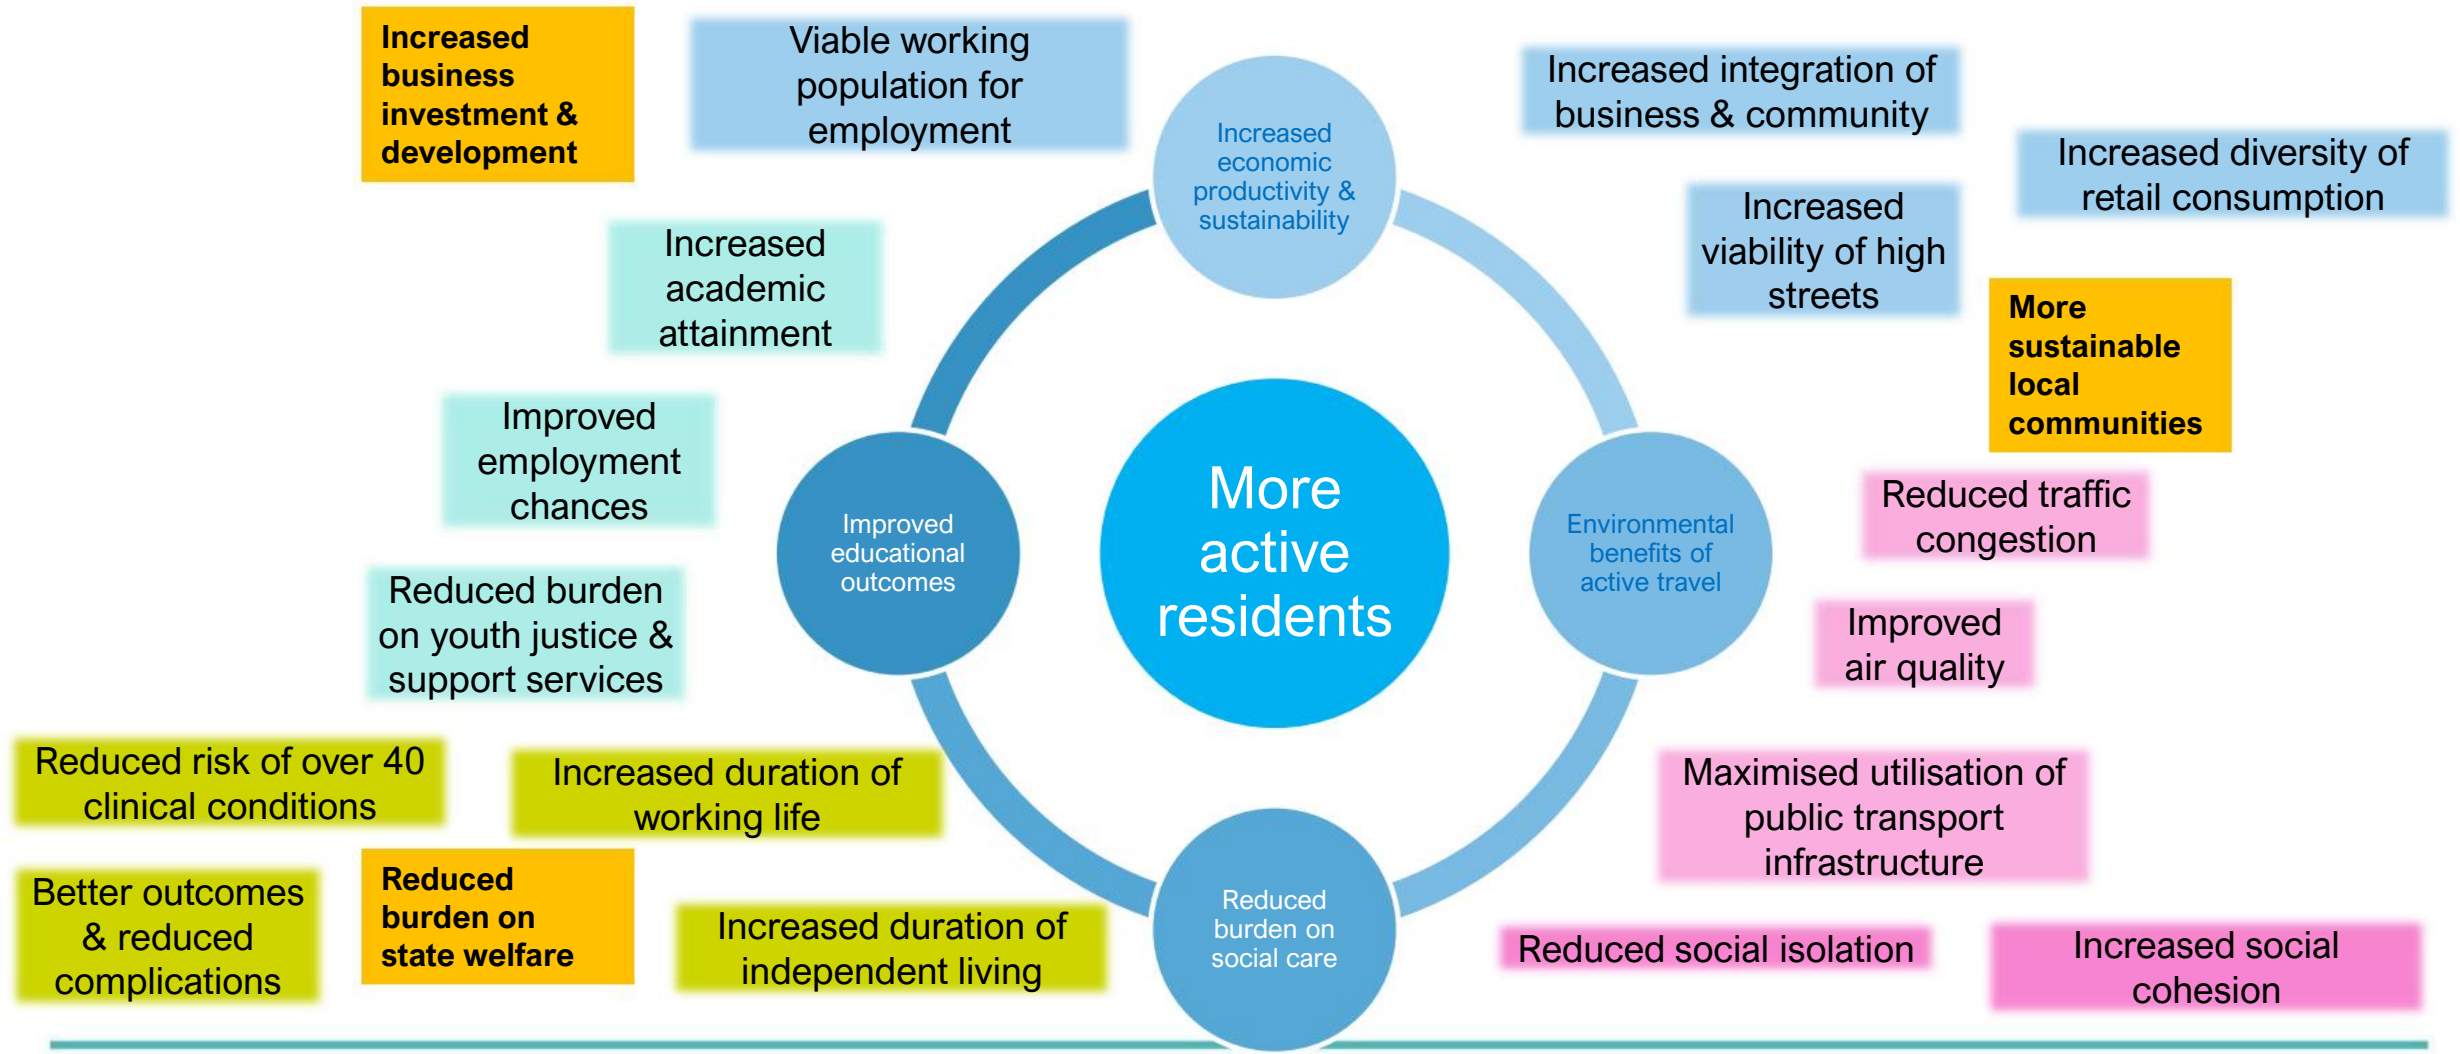 Increased
business
investment &
development
Viable working
population for
employment
Increased
economic
productivity &
sustainability
Increased integration of
business & community
Increased diversity of
retail consumption
Increased
viability of high
streets
More
sustainable
local
communities
Increased
academic
attainment
Improved
employment
chances
Reduced burden
on youth justice &
support services
Improved
educational
outcomes
More
active
residents
Environmental
benefits of
active travel
Reduced traffic
congestion
Improved
air quality
Maximised utilisation of
public transport
infrastructure
Reduced risk of over 40
clinical conditions
Increased duration of
working life
Better outcomes
& reduced
complications
Reduced
burden on
state welfare
Increased duration of
independent living
Reduced
burden on
social care
Reduced social isolation
Increased social
cohesion